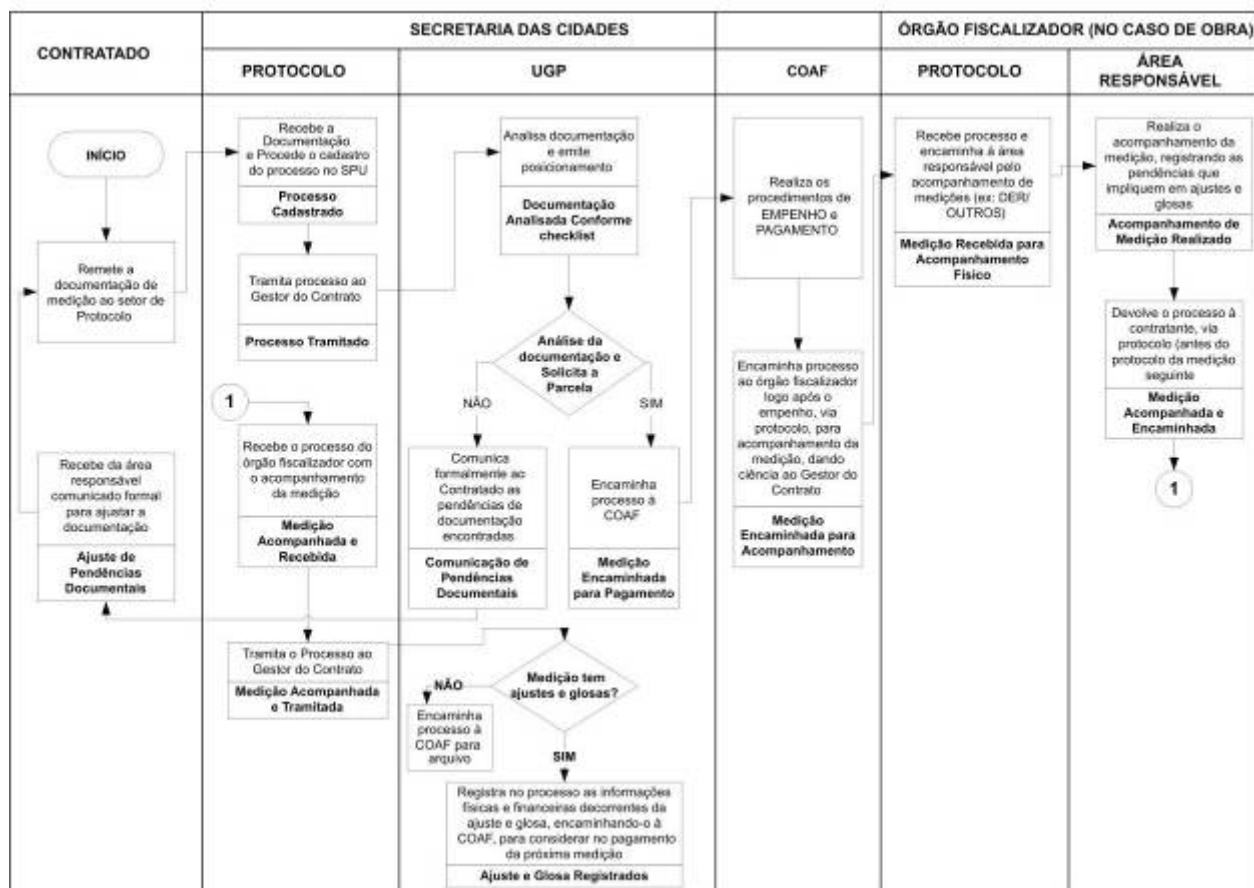 CONTRATADO
SECRETARIA DAS CIDADES
ÓRGÃO FISCALIZADOR (NO CASO DE OBRA)
PROTOCOLO
UGP
COAF
PROTOCOLO
ÁREA
RESPONSÁVEL
INÍCIO
Remete a
documentação de
medição ao setor de
Protocolo
Recebe da área
responsável
comunicado formal
para ajustar a
documentação
Ajuste de
Pendências
Documentais
Recebe a
Documentação
e Procede o cadastro
do processo no SPU
Processo
Cadastrado
Tramita processo ao
Gestor do Contrato
Processo Tramitado
1
Recebe o processo do
órgão fiscalizador com
o acompanhamento
da medição
Medição
Acompanhada e
Recebida
Tramita o Processo ao
Gestor do Contrato
Medição Acompanhada
e Tramitada
Analisa documentação
e emite
posicionamento
Documentação
Analisada Conforme
checklist
Análise da
documentação e
Solicita a
Parcela
NÃO
SIM
Comunica
formalmente ao
Contratado as
pendências de
documentação
encontradas
Comunicação de
Pendências
Documentais
Encaminha
processo à
COAF
Medição
Encaminhada
para Pagamento
Medição tem
ajustes e glosas?
NÃO
Encaminha
processo à
COAF para
arquivo
SIM
Registra no processo as informações
físicas e financeiras decorrentes da
ajuste e glosa, encaminhando-o à
COAF, para considerar no pagamento
da próxima medição
Ajuste e Glosa Registrados
Realiza os
procedimentos de
EMPENHO e
PAGAMENTO
Encaminha processo
ao órgão fiscalizador
logo após o
empenho, via
protocolo, para
acompanhamento da
medição, dando
ciência ao Gestor do
Contrato
Medição
Encaminhada para
Acompanhamento
Recebe processo e
encaminha à área
responsável pelo
acompanhamento de
medições (ex: DER/
OUTROS)
Medição Recebida para
Acompanhamento
Físico
Realiza o
acompanhamento da
medição, registrando as
pendências que
impliquem em ajustes e
glosas
Acompanhamento de
Medição Realizado
Devolve o processo à
contratante, via
protocolo (antes do
protocolo da medição
seguinte
Medição
Acompanhada e
Encaminhada
1